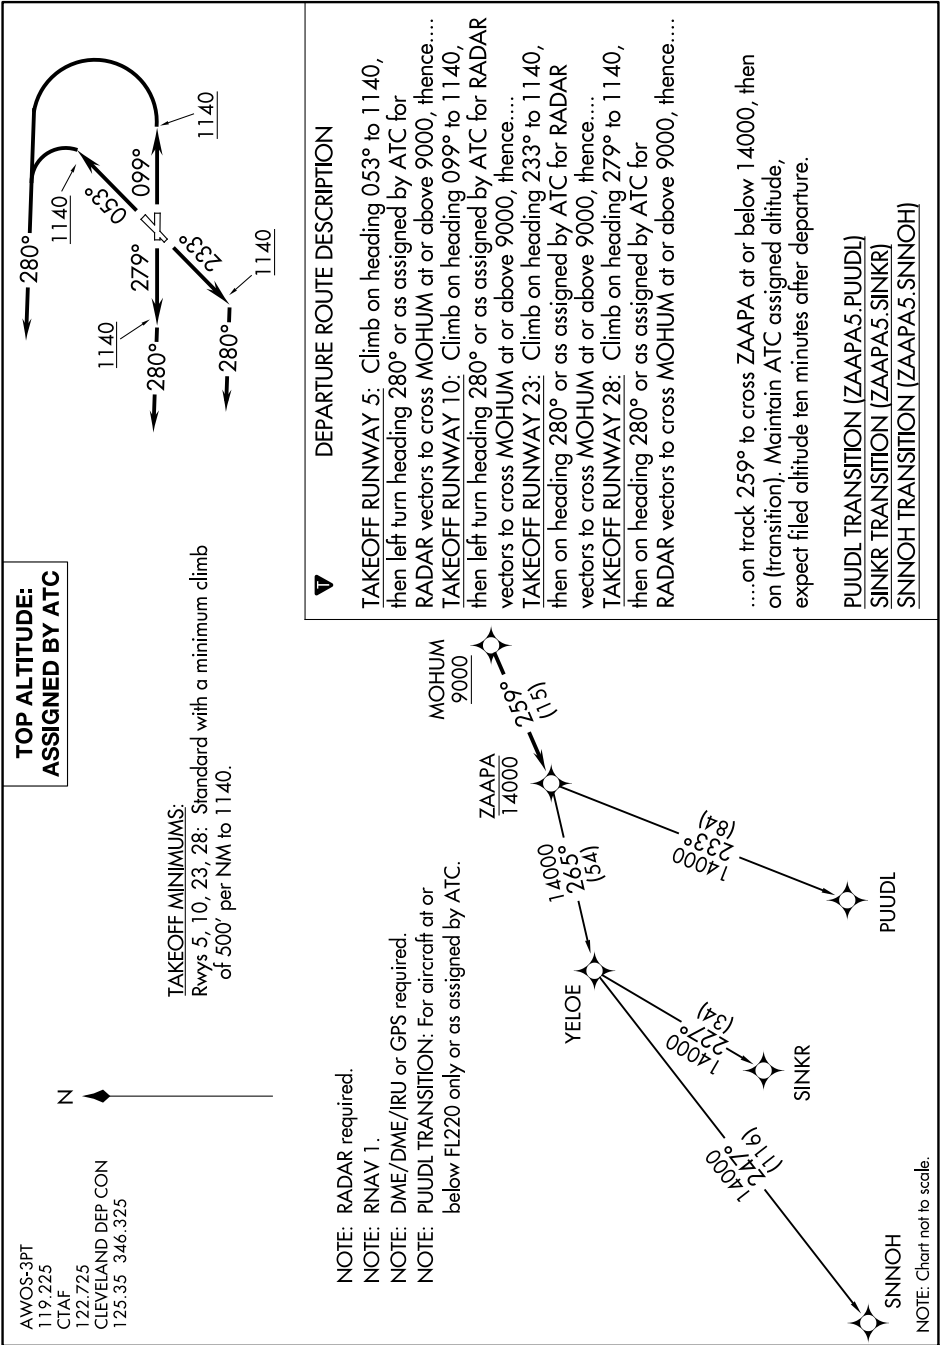 AWOS-3PT
119.225
CTAF
122.725
CLEVELAND DEP CON
125.35 346.325
N
TOP ALTITUDE:
ASSIGNED BY ATC
TAKEOFF MINIMUMS:
Rwys 5, 10, 23, 28: Standard with a minimum climb
of 500' per NM to 1140.
280°
1140
053°
099°
1140
279°
1140
280°
233°
1140
280°
NOTE: RADAR required.
NOTE: RNAV 1.
NOTE: DME/DME/IRU or GPS required.
NOTE: PUUDL TRANSITION: For aircraft at or
below FL220 only or as assigned by ATC.
MOHUM
9000
259°
(15)
ZAAPA
14000
14000
265°
(54)
14000
233°
(84)
PUUDL
YELOE
14000
227°
(34)
SINKR
14000
247°
(116)
SNNOH
NOTE: Chart not to scale.
T
DEPARTURE ROUTE DESCRIPTION
TAKEOFF RUNWAY 5: Climb on heading 053° to 1140,
then left turn heading 280° or as assigned by ATC for
RADAR vectors to cross MOHUM at or above 9000, thence....
TAKEOFF RUNWAY 10: Climb on heading 099° to 1140,
then left turn heading 280° or as assigned by ATC for RADAR
vectors to cross MOHUM at or above 9000, thence....
TAKEOFF RUNWAY 23: Climb on heading 233° to 1140,
then on heading 280° or as assigned by ATC for RADAR
vectors to cross MOHUM at or above 9000, thence....
TAKEOFF RUNWAY 28: Climb on heading 279° to 1140,
then on heading 280° or as assigned by ATC for
RADAR vectors to cross MOHUM at or above 9000, thence....
....on track 259° to cross ZAAPA at or below 14000, then
on (transition). Maintain ATC assigned altitude,
expect filed altitude ten minutes after departure.
PUUDL TRANSITION (ZAAPA5.PUUDL)
SINKR TRANSITION (ZAAPA5.SINKR)
SNNOH TRANSITION (ZAAPA5.SNNOH)